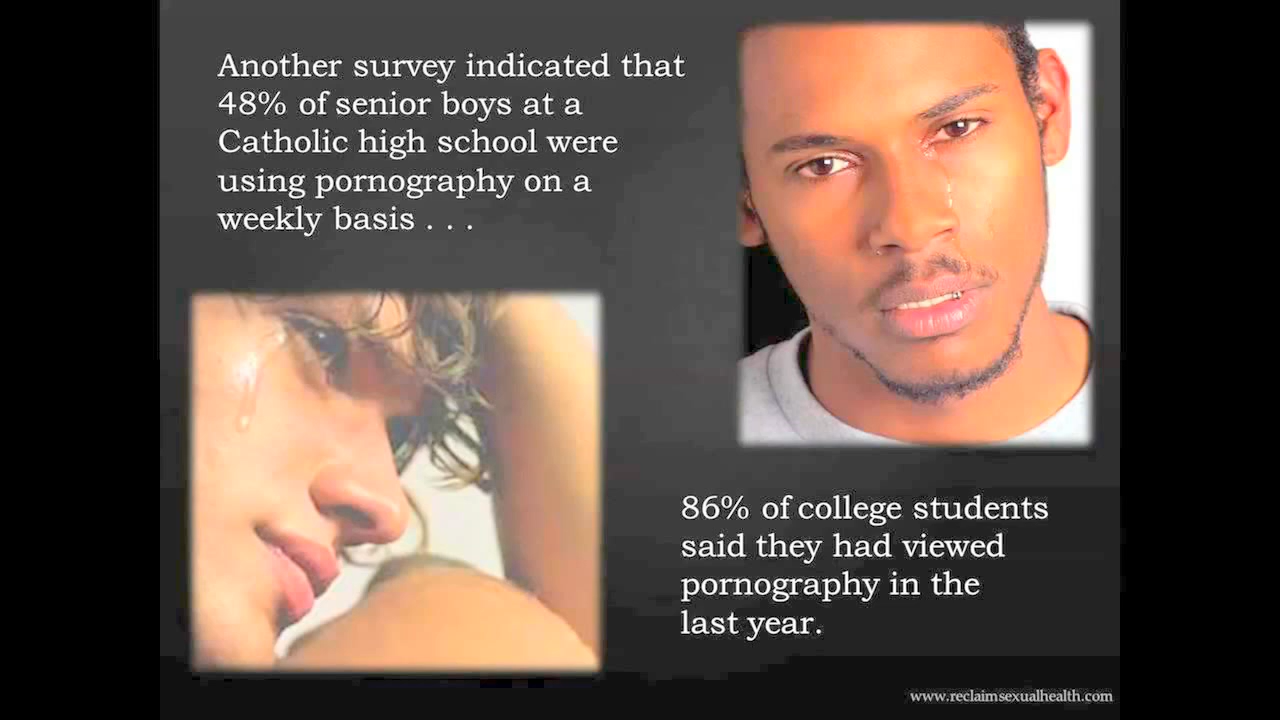 Another survey indicated that
48% of senior boys at a
Catholic high school were
using pornography on a
weekly basis . . .
86% of college students
said they had viewed
pornography in the
last year.
www.reclaimsexualhealth.com